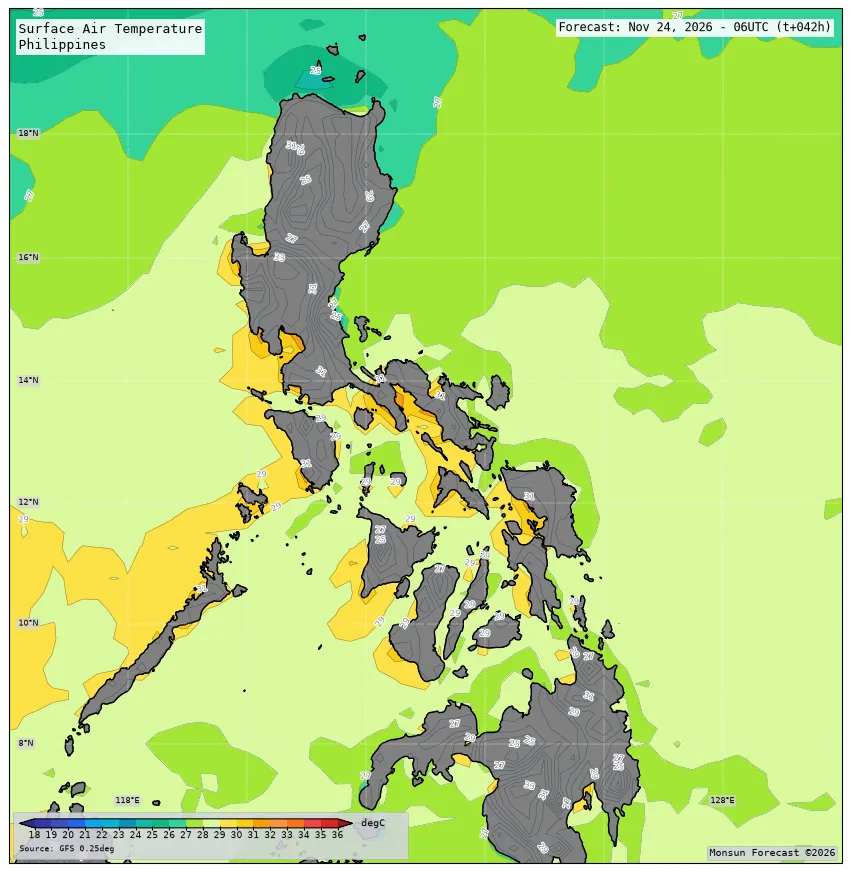 Surface Air Temperature
Philippines
Forecast: Nov 24, 2026 - 06UTC (t+042h)
18°N
16°N
14°N
12°N
10°N
8°N
118°E
128°E
18 19 20 21 22 23 24 25 26 27 28 29 30 31 32 33 34 35 36
degC
Source: GFS 0.25deg
Monsun Forecast ©2026